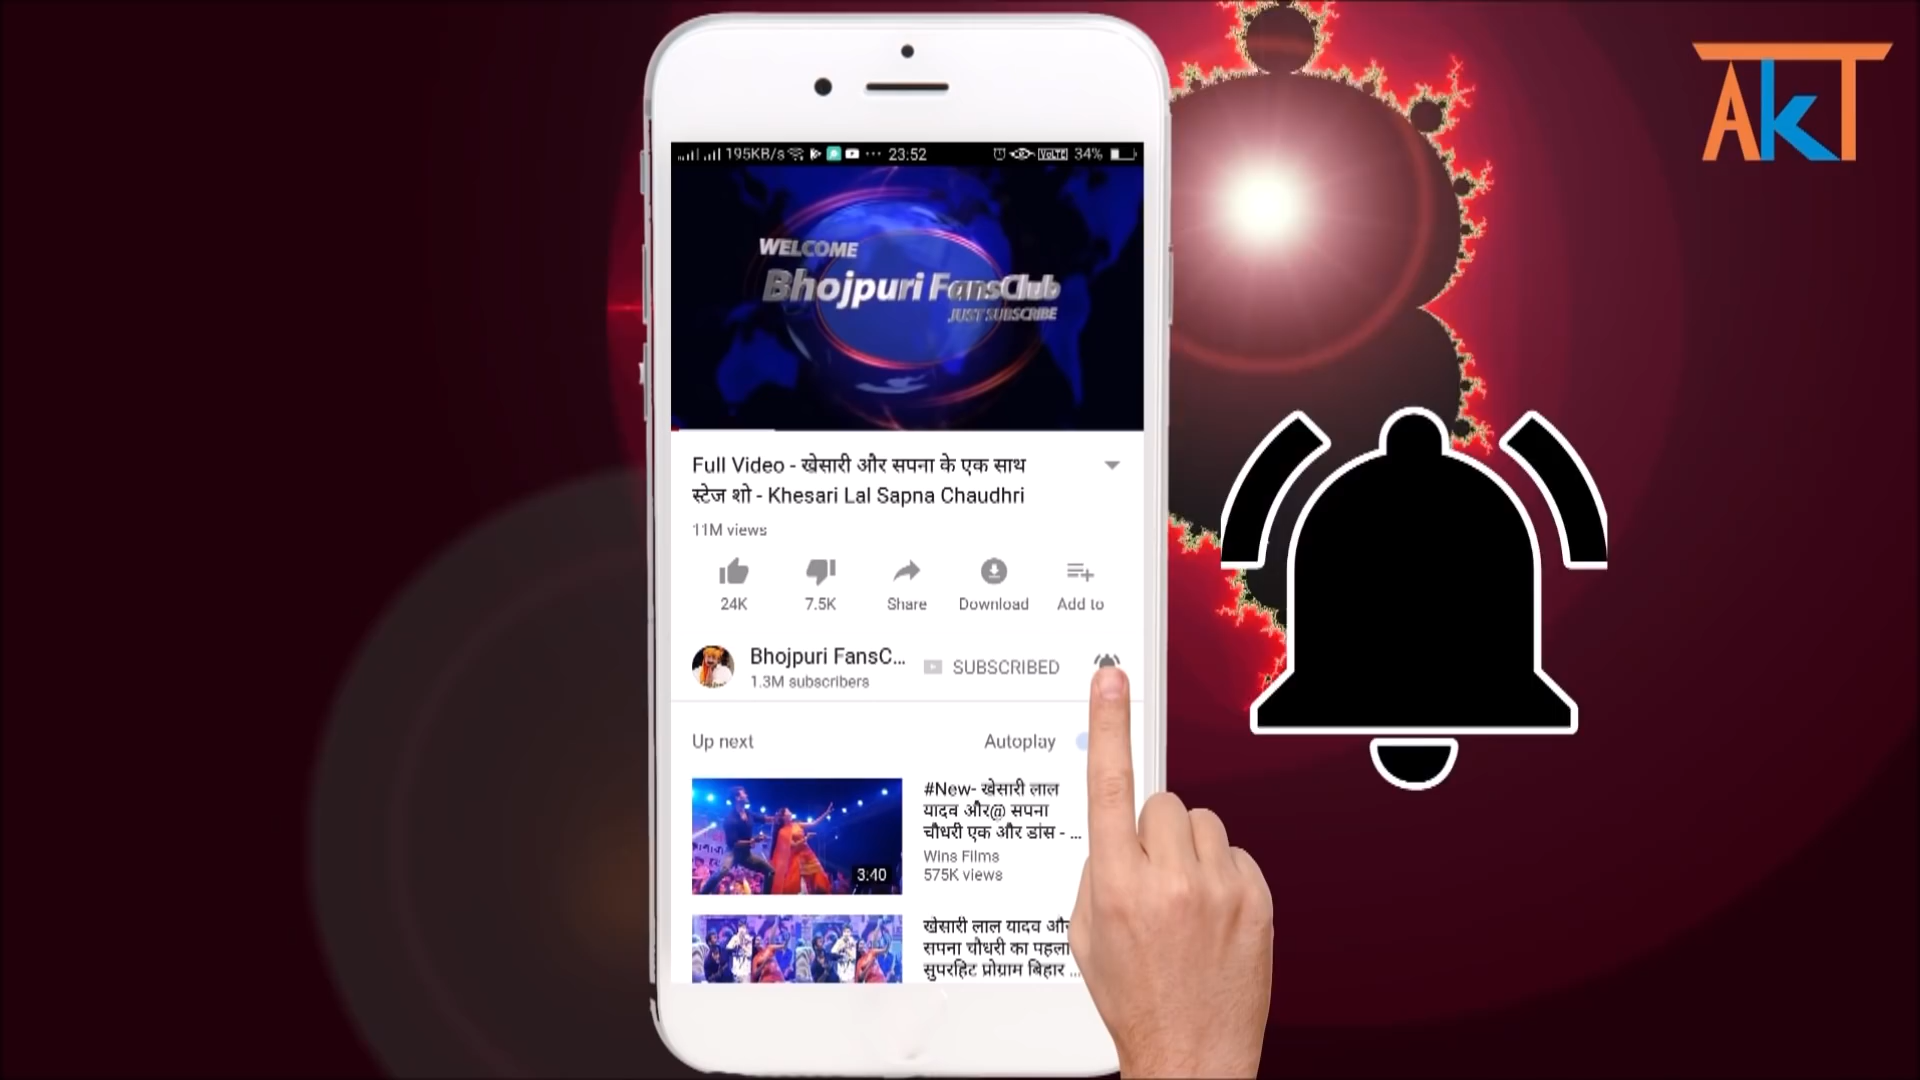 AKT
195KB/s ··· 23:52 VoLTE 34%
WELCOME
Bhojpuri FansClub
JUST SUBSCRIBE
Full Video - खेसारी और सपना के एक साथ
स्टेज शो - Khesari Lal Sapna Chaudhri
11M views
24K 7.5K Share Download Add to
Bhojpuri FansC...
1.3M subscribers
SUBSCRIBED
Up next Autoplay
3:40
#New- खेसारी लाल
यादव और@ सपना
चौधरी एक और डांस - ...
Wins Films
575K views
खेसारी लाल यादव और
सपना चौधरी का पहला
सुपरहिट प्रोग्राम बिहार ...